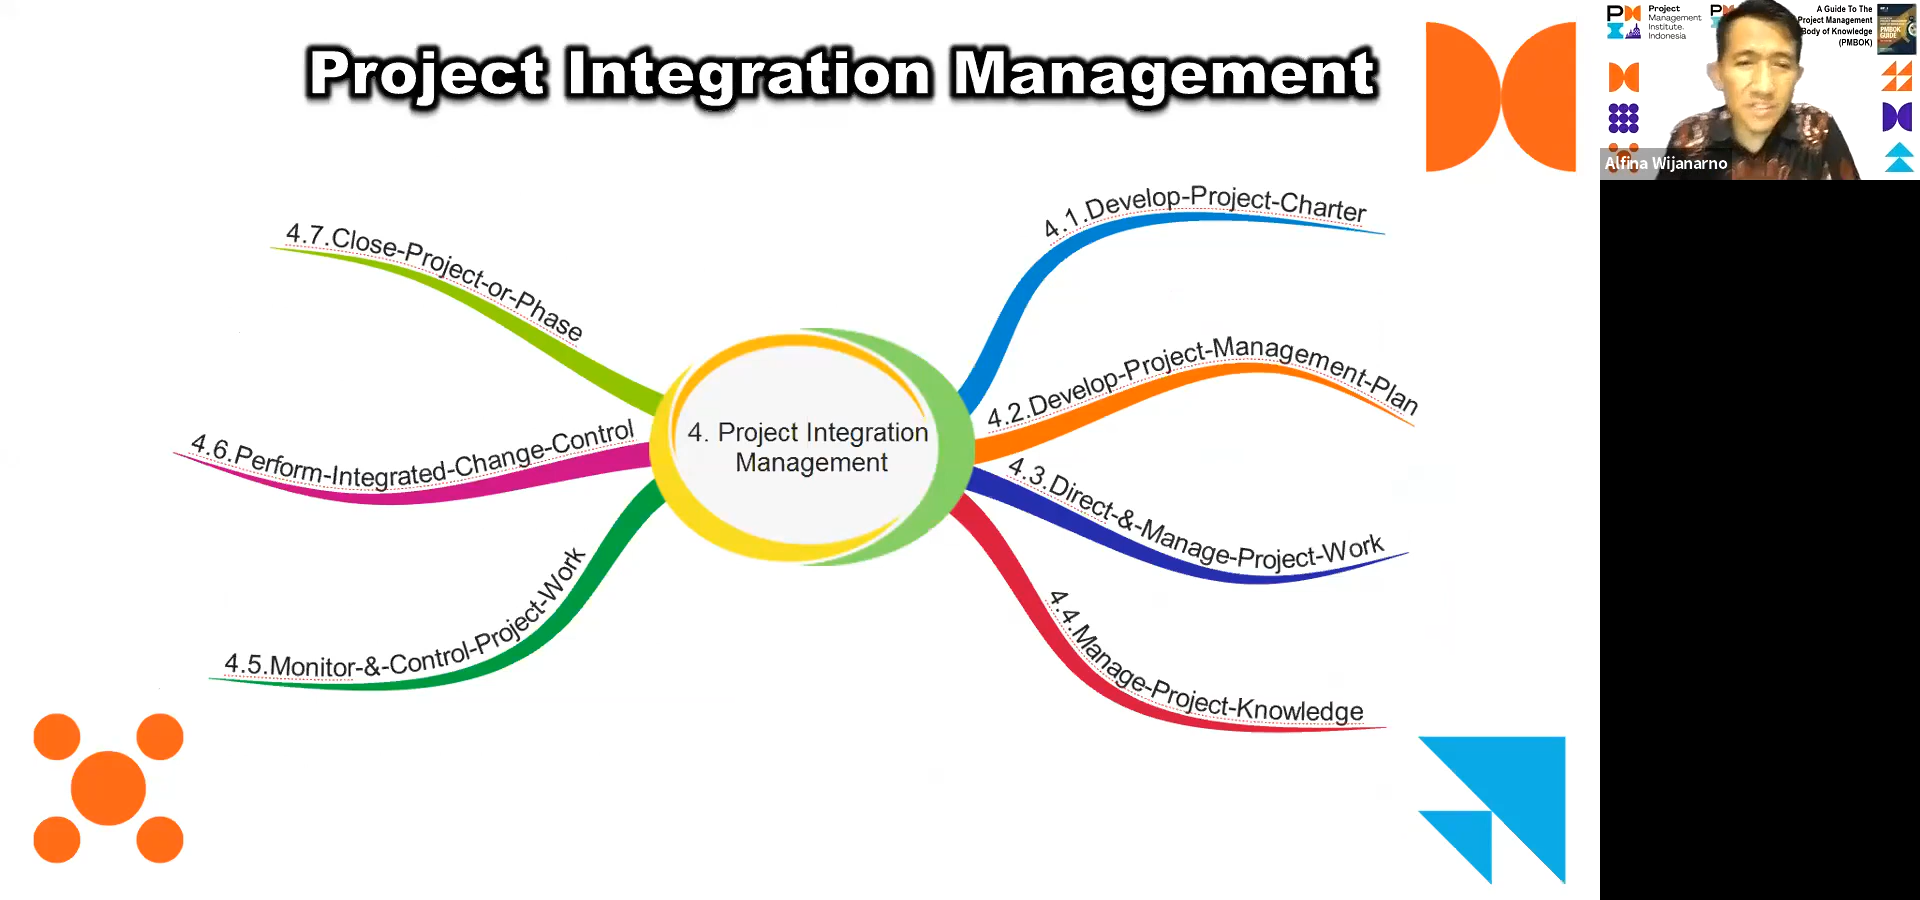 Project Integration Management
4.1.Develop-Project-Charter
4.2.Develop-Project-Management-Plan
4.3.Direct-&-Manage-Project-Work
4.4.Manage-Project-Knowledge
4.5.Monitor-&-Control-Project-Work
4.6.Perform-Integrated-Change-Control
4.7.Close-Project-or-Phase
4. Project Integration
Management
Project
Management
Institute.
Indonesia
A Guide To The
Project Management
Body of Knowledge
(PMBOK)
PMBOK
GUIDE
Alfina Wijanarno